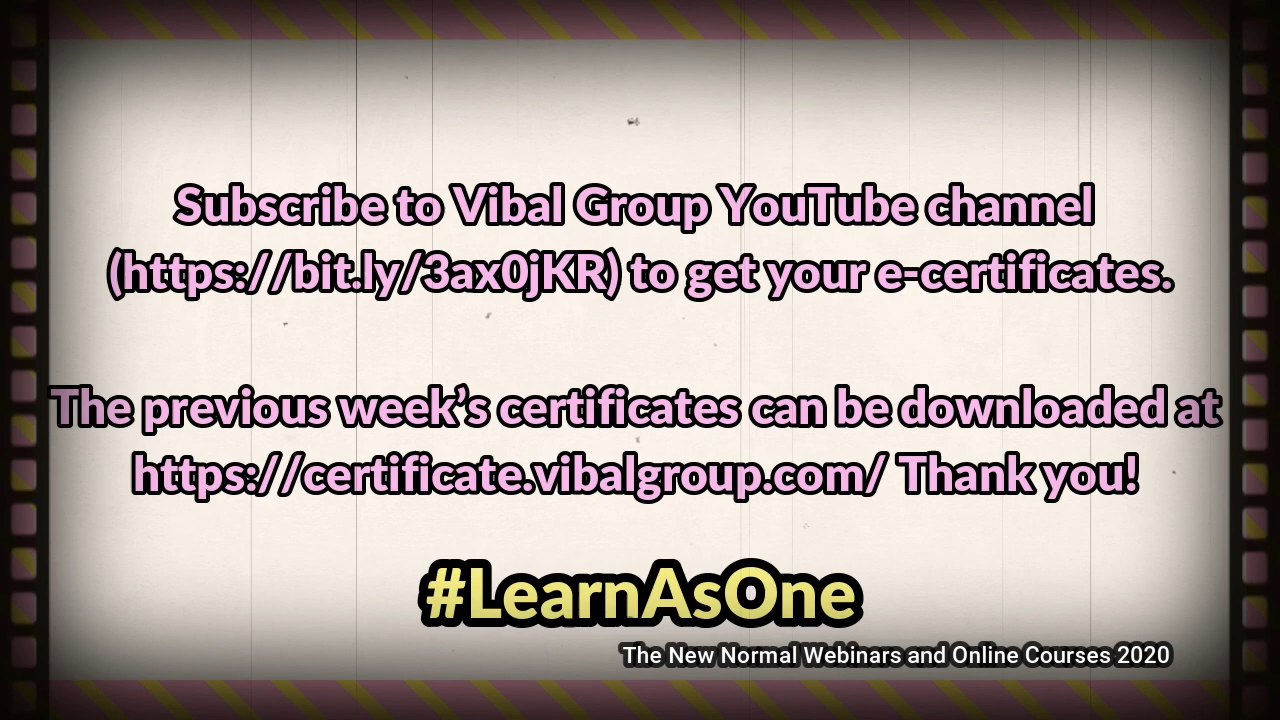 Subscribe to Vibal Group YouTube channel
(https://bit.ly/3ax0jKR) to get your e-certificates.
The previous week’s certificates can be downloaded at
https://certificate.vibalgroup.com/ Thank you!
#LearnAsOne
The New Normal Webinars and Online Courses 2020